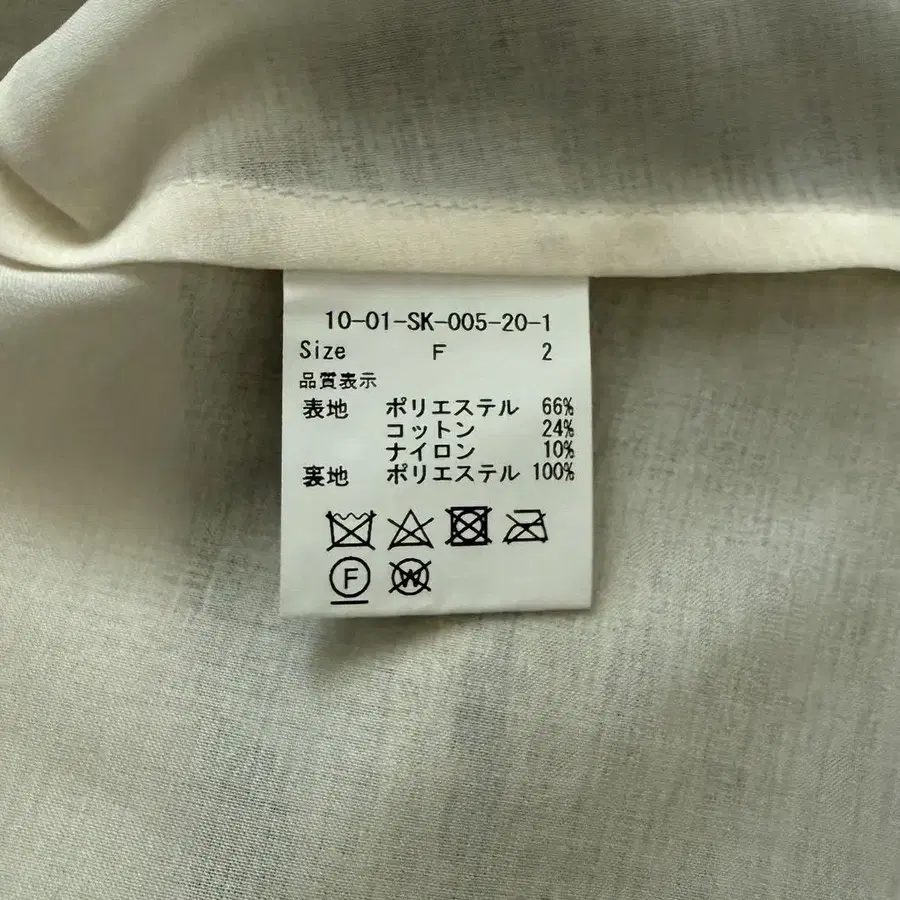 10-01-SK-005-20-1
Size F 2
品質表示
表地 ポリエステル 66%
コットン 24%
ナイロン 10%
裏地 ポリエステル 100%
F W